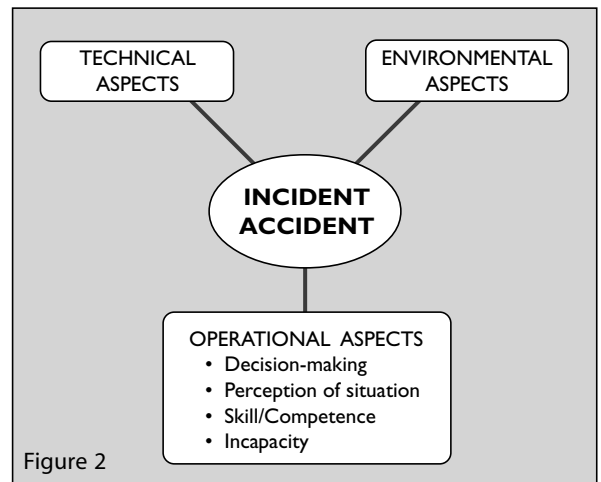 TECHNICAL
ASPECTS
ENVIRONMENTAL
ASPECTS
INCIDENT
ACCIDENT
OPERATIONAL ASPECTS
• Decision-making
• Perception of situation
• Skill/Competence
• Incapacity
Figure 2